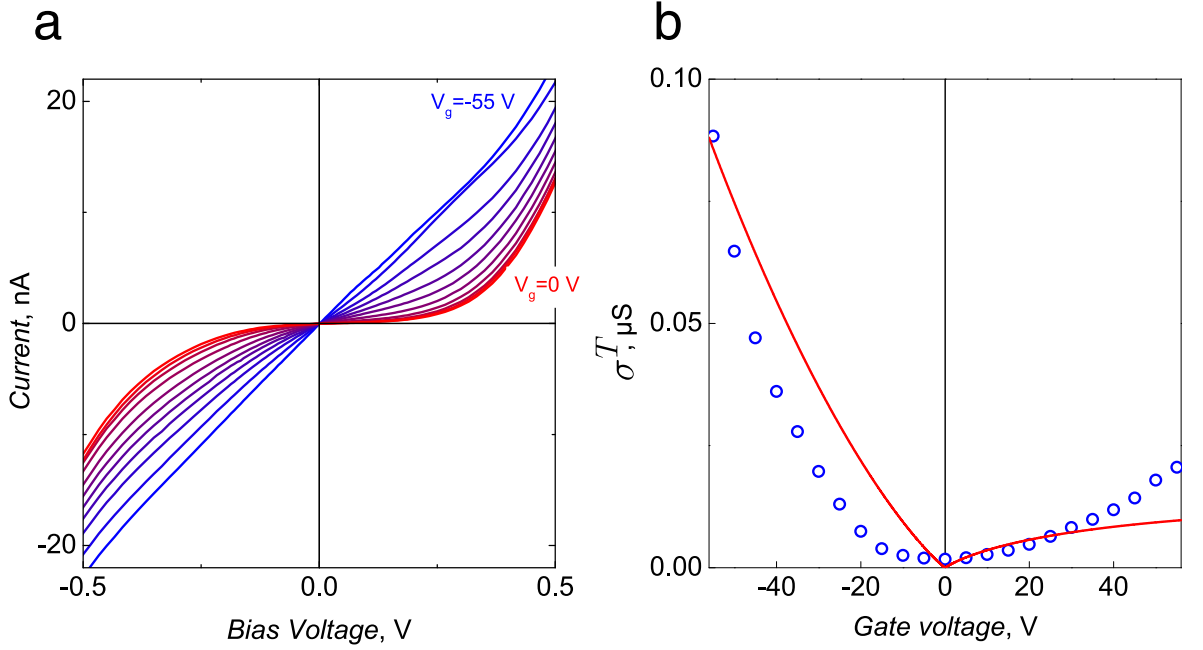 a
b
V_g=-55 V
V_g=0 V
20
0
-20
-0.5
0.0
0.5
Current, nA
Bias Voltage, V
0.10
0.05
0.00
-40
-20
0
20
40
σ^T, µS
Gate voltage, V